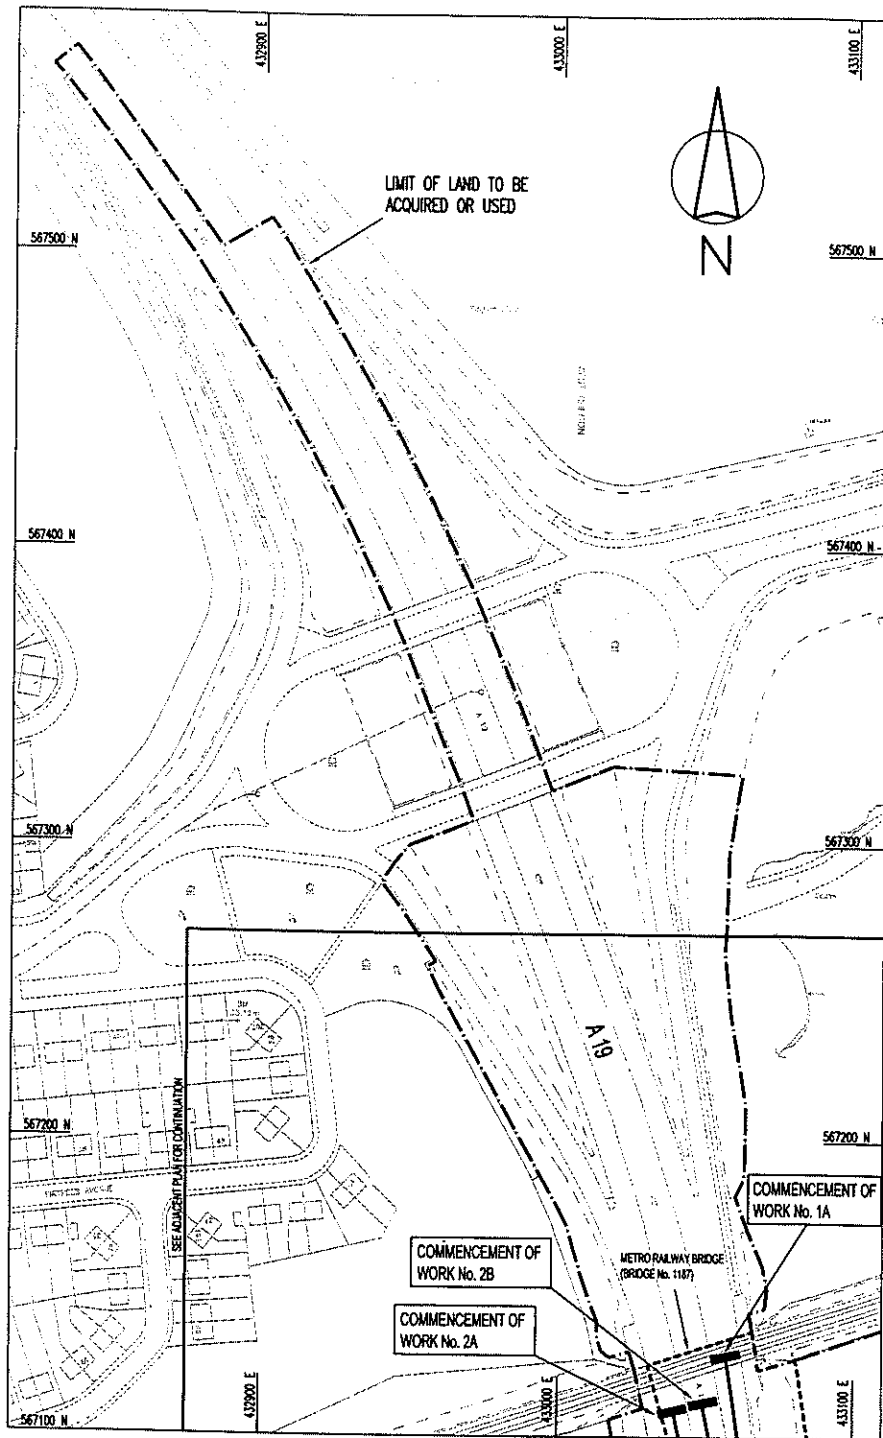 432900 E
433000 E
433100 E
LIMIT OF LAND TO BE
ACQUIRED OR USED
N
567500 N
567500 N
567400 N
567400 N
A 19
567300 N
567300 N
A 19
SEE ADJACENT PLAN FOR CONTINUATION
567200 N
567200 N
COMMENCEMENT OF
WORK No. 1A
COMMENCEMENT OF
WORK No. 2B
METRO RAILWAY BRIDGE
(BRIDGE No. 1187)
COMMENCEMENT OF
WORK No. 2A
567100 N
432900 E
433000 E
433100 E